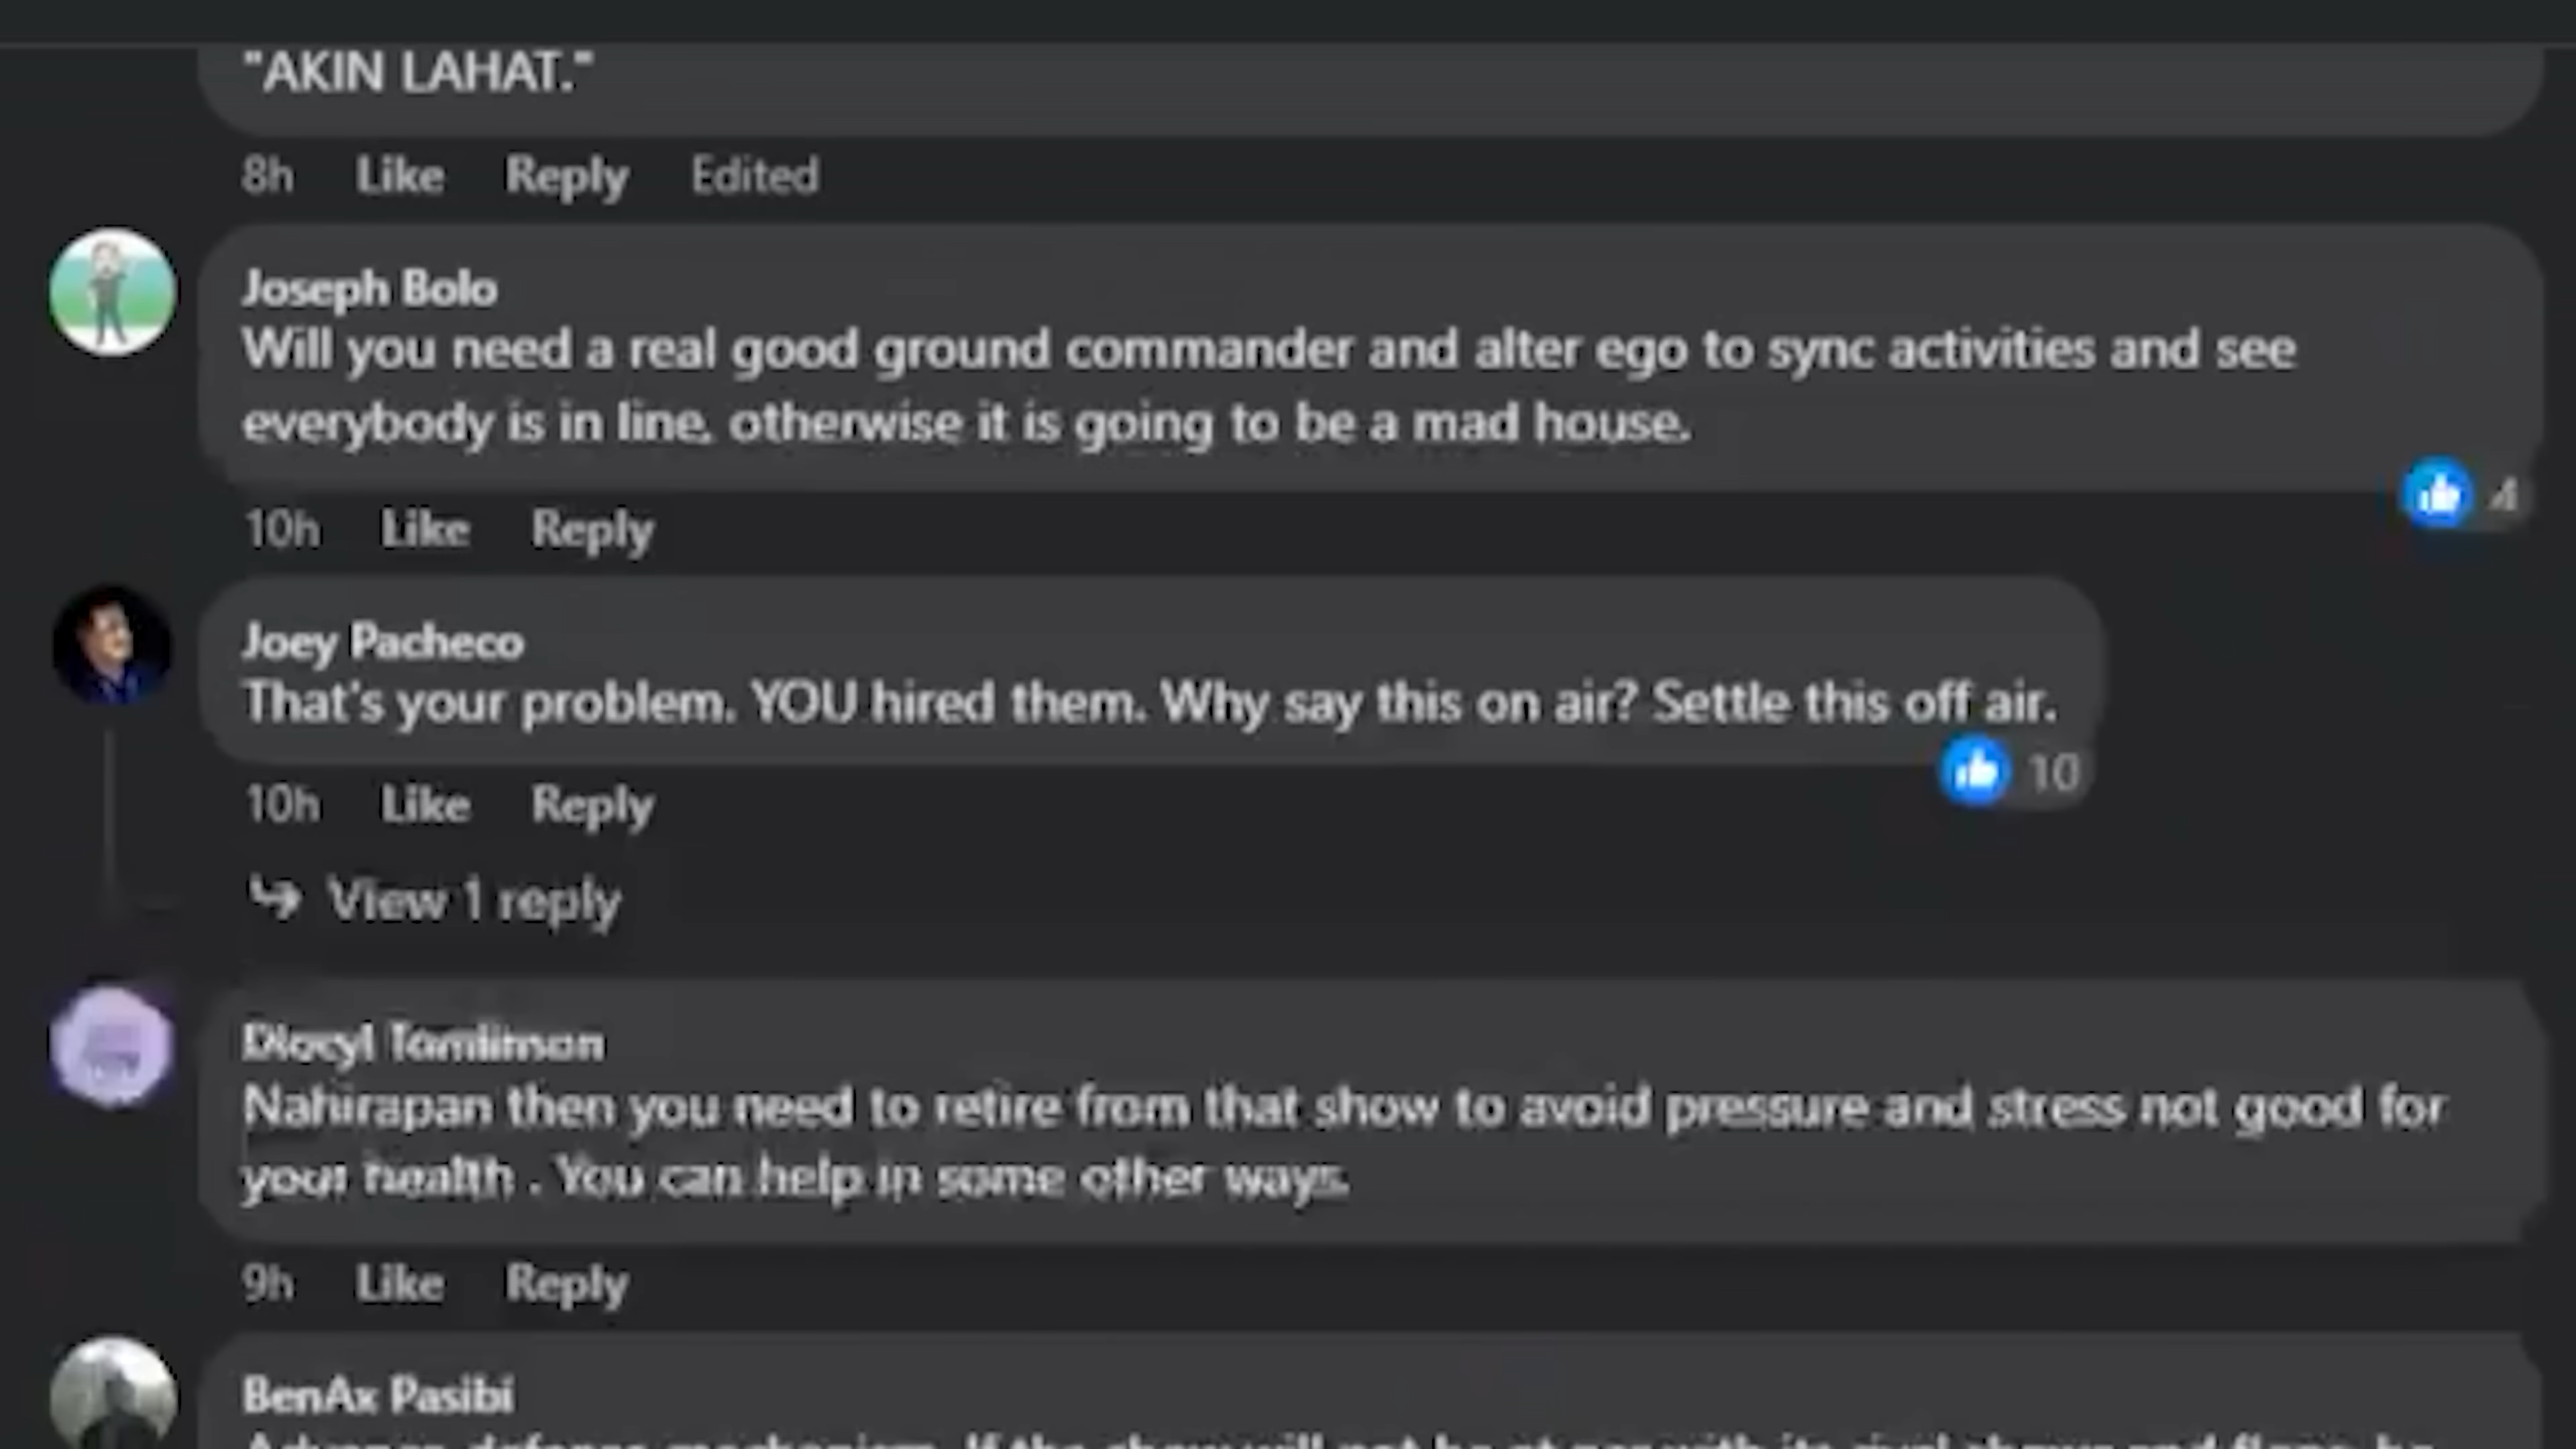 "AKIN LAHAT."
8h Like Reply Edited
Joseph Bolo
Will you need a real good ground commander and alter ego to sync activities and see
everybody is in line, otherwise it is going to be a mad house.
4
10h Like Reply
Joey Pacheco
That's your problem. YOU hired them. Why say this on air? Settle this off air.
10
10h Like Reply
View 1 reply
Tomlinson
Nahirapan then you need to retire from that show to avoid pressure and stress not good for
your health . You can help in some other ways.
9h Like Reply
BenAx Pasibi